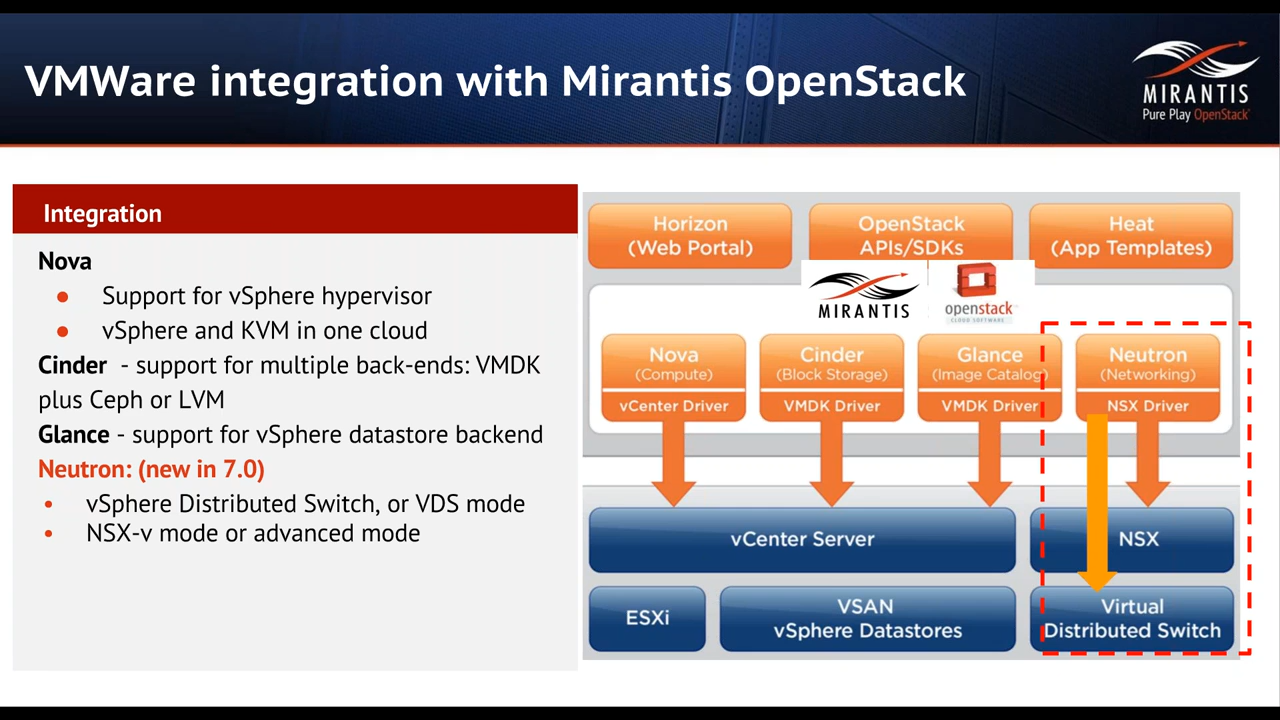 VMWare integration with Mirantis OpenStack
MIRANTIS
Pure Play OpenStack
Integration
Nova
● Support for vSphere hypervisor
● vSphere and KVM in one cloud
Cinder - support for multiple back-ends: VMDK
plus Ceph or LVM
Glance - support for vSphere datastore backend
Neutron: (new in 7.0)
• vSphere Distributed Switch, or VDS mode
• NSX-v mode or advanced mode
Horizon
(Web Portal)
OpenStack
APIs/SDKs
Heat
(App Templates)
MIRANTIS
openstack
CLOUD SOFTWARE
Nova
(Compute)
vCenter Driver
Cinder
(Block Storage)
VMDK Driver
Glance
(Image Catalog)
VMDK Driver
Neutron
(Networking)
NSX Driver
vCenter Server
NSX
ESXi
VSAN
vSphere Datastores
Virtual
Distributed Switch